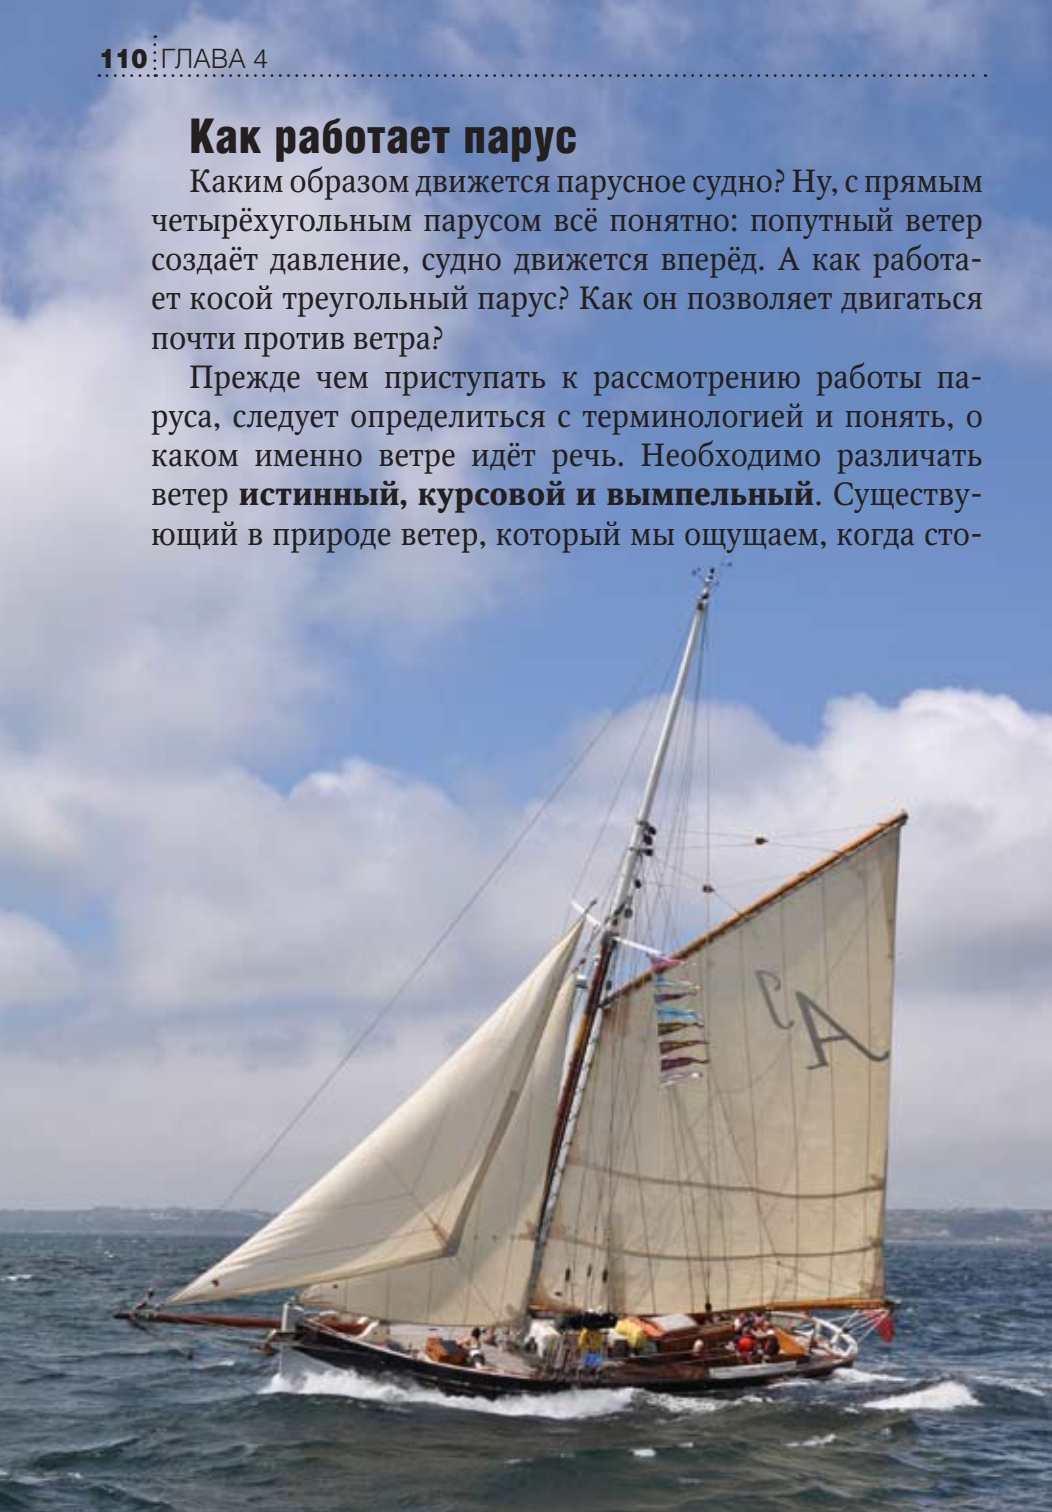 110 ГЛАВА 4
Как работает парус
Каким образом движется парусное судно? Ну, с прямым
четырёхугольным парусом всё понятно: попутный ветер
создаёт давление, судно движется вперёд. А как работа-
ет косой треугольный парус? Как он позволяет двигаться
почти против ветра?
Прежде чем приступать к рассмотрению работы па-
руса, следует определиться с терминологией и понять, о
каком именно ветре идёт речь. Необходимо различать
ветер истинный, курсовой и вымпельный. Существу-
ющий в природе ветер, который мы ощущаем, когда сто-